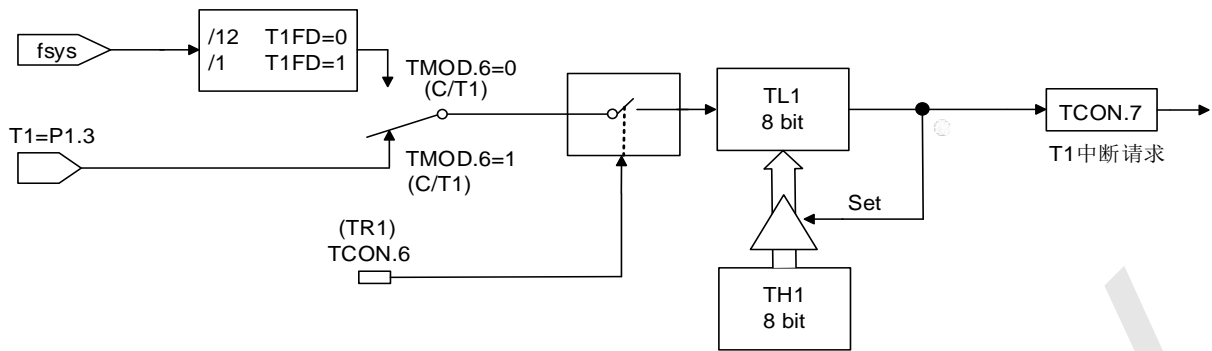 fsys
/12 T1FD=0
/1 T1FD=1
TMOD.6=0
(C/T1)
T1=P1.3
TMOD.6=1
(C/T1)
(TR1)
TCON.6
TL1
8 bit
TCON.7
T1中断请求
Set
TH1
8 bit